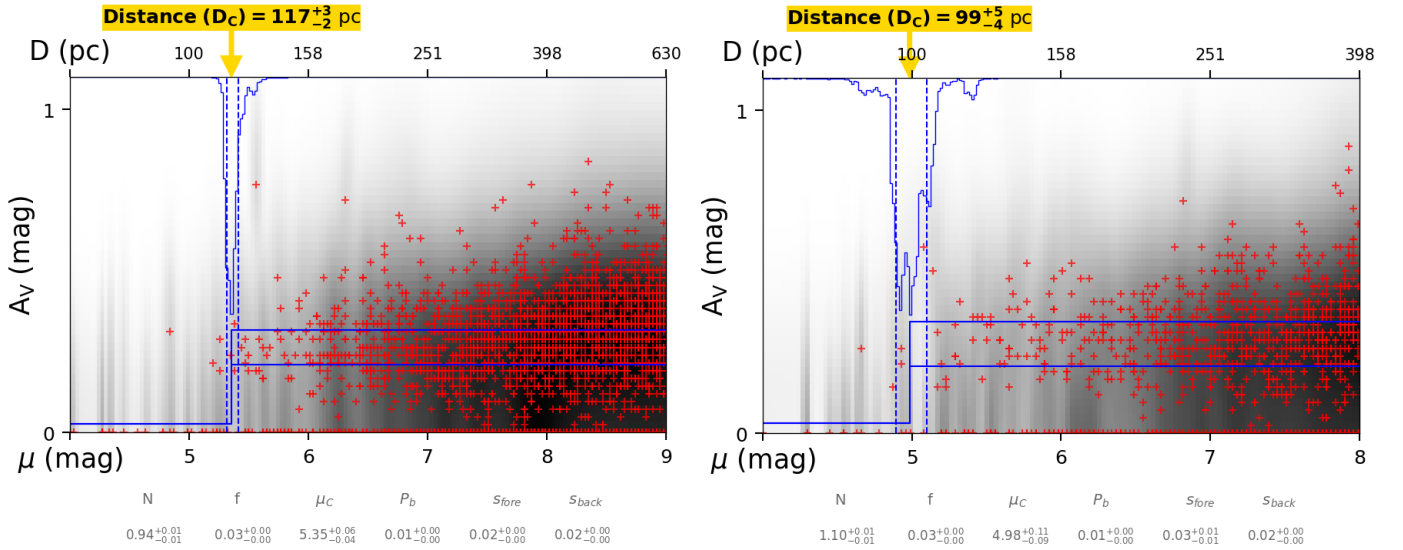 Distance (D_C) = 117^{+3}_{-2} pc
D (pc)
100 158 251 398 630
1
A_V (mag)
0
5 6 7 8 9
μ (mag)
N f μ_C P_b s_fore s_back
0.94^{+0.01}_{-0.01} 0.03^{+0.00}_{-0.00} 5.35^{+0.06}_{-0.04} 0.01^{+0.00}_{-0.00} 0.02^{+0.00}_{-0.00} 0.02^{+0.00}_{-0.00}
Distance (D_C) = 99^{+5}_{-4} pc
D (pc)
100 158 251 398
1
A_V (mag)
0
5 6 7 8
μ (mag)
N f μ_C P_b s_fore s_back
1.10^{+0.01}_{-0.01} 0.03^{+0.00}_{-0.00} 4.98^{+0.11}_{-0.09} 0.01^{+0.00}_{-0.00} 0.03^{+0.01}_{-0.01} 0.02^{+0.00}_{-0.00}